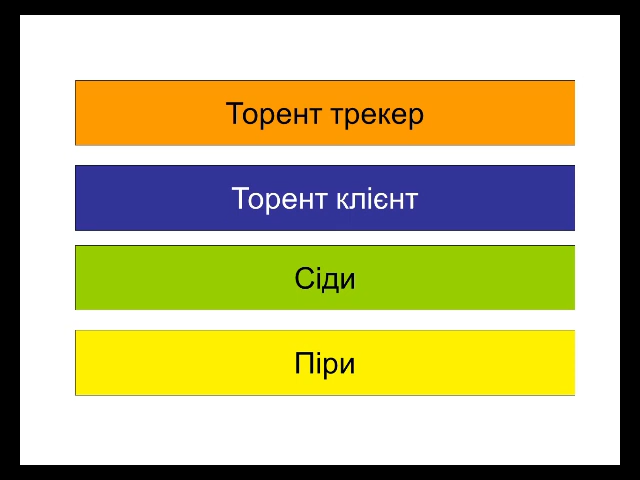 Торент трекер
Торент клієнт
Сіди
Піри